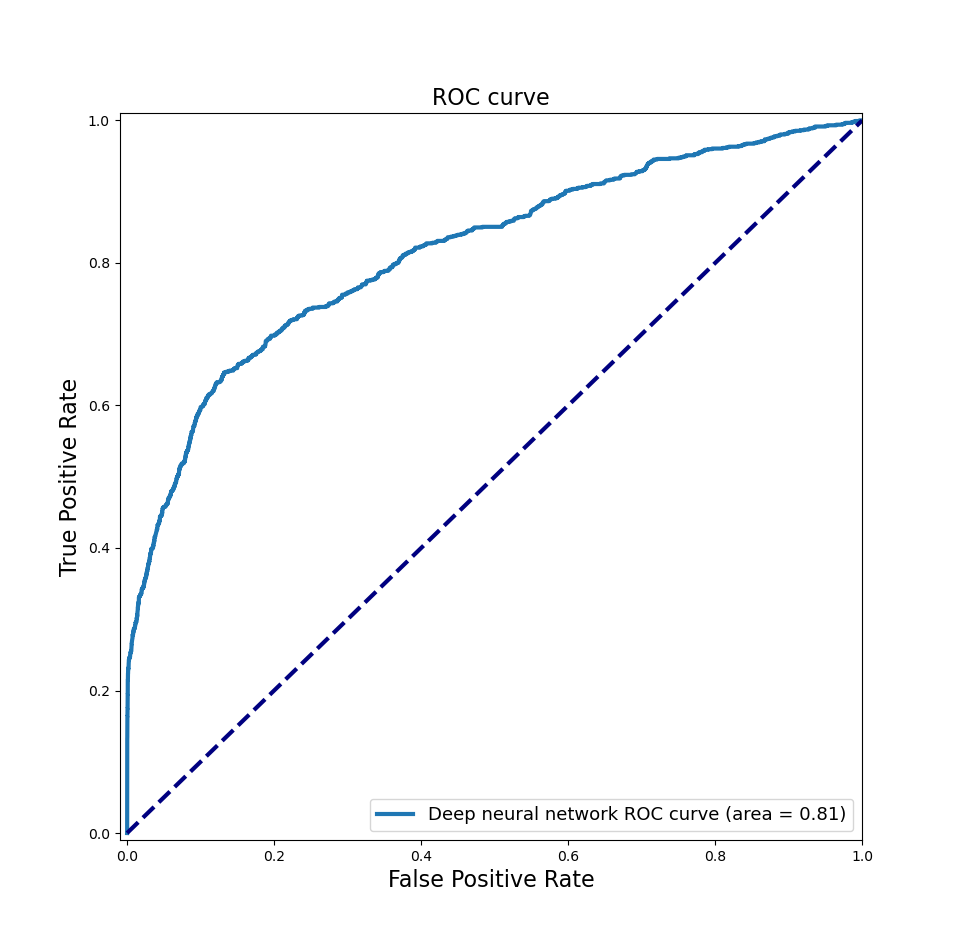 ROC curve
1.0
0.8
0.6
0.4
0.2
0.0
True Positive Rate
Deep neural network ROC curve (area = 0.81)
0.0 0.2 0.4 0.6 0.8 1.0
False Positive Rate